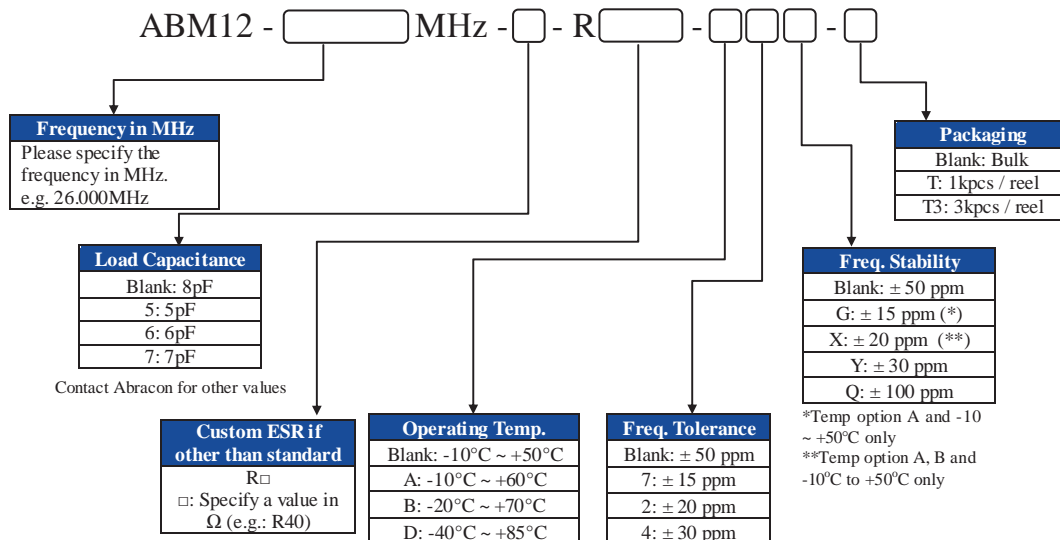 ABM12 - MHz - - R - -
Frequency in MHz
Please specify the
frequency in MHz.
e.g. 26.000MHz
Packaging
Blank: Bulk
T: 1kpcs / reel
T3: 3kpcs / reel
Load Capacitance
Blank: 8pF
5: 5pF
6: 6pF
7: 7pF
Contact Abracon for other values
Freq. Stability
Blank: ± 50 ppm
G: ± 15 ppm (*)
X: ± 20 ppm (**)
Y: ± 30 ppm
Q: ± 100 ppm
*Temp option A and -10
~ +50°C only
**Temp option A, B and
-10°C to +50°C only
Custom ESR if
other than standard
R□
□: Specify a value in
Ω (e.g.: R40)
Operating Temp.
Blank: -10°C ~ +50°C
A: -10°C ~ +60°C
B: -20°C ~ +70°C
D: -40°C ~ +85°C
Freq. Tolerance
Blank: ± 50 ppm
7: ± 15 ppm
2: ± 20 ppm
4: ± 30 ppm